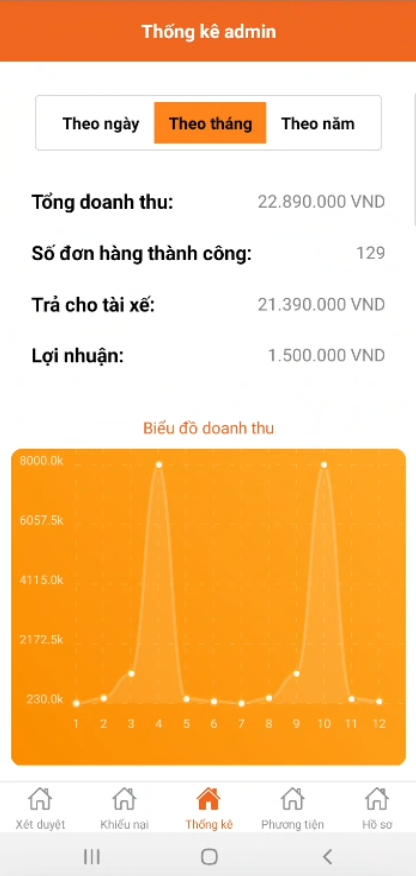 Thống kê admin
Theo ngày Theo tháng Theo năm
Tổng doanh thu: 22.890.000 VND
Số đơn hàng thành công: 129
Trả cho tài xế: 21.390.000 VND
Lợi nhuận: 1.500.000 VND
Biểu đồ doanh thu
8000.0k
6057.5k
4115.0k
2172.5k
230.0k
1 2 3 4 5 6 7 8 9 10 11 12
Xét duyệt Khiếu nại Thống kê Phương tiện Hồ sơ